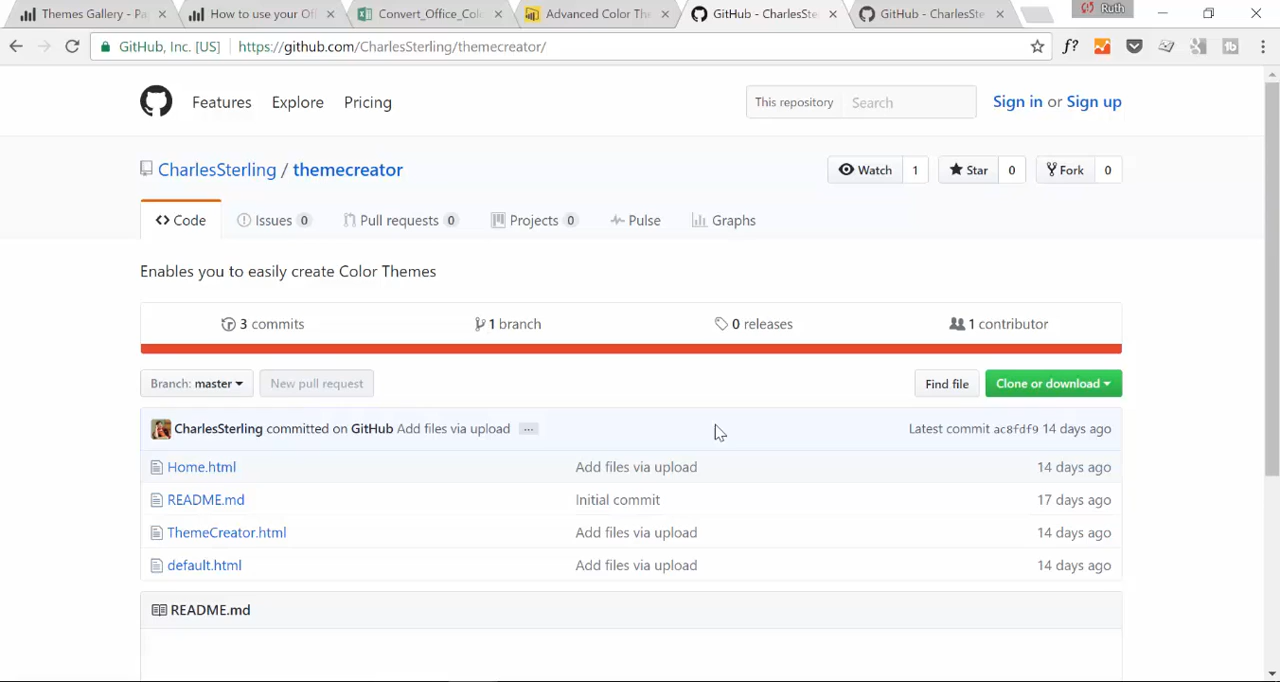 Themes Gallery - Pa
How to use your Offi
Convert_Office_Colo
Advanced Color The
GitHub - CharlesSter
GitHub - CharlesSte
Ruth
GitHub, Inc. [US]
https://github.com/CharlesSterling/themecreator/
f?
tb
Features Explore Pricing
This repository Search
Sign in or Sign up
CharlesSterling / themecreator
Watch 1
Star 0
Fork 0
Code
Issues 0
Pull requests 0
Projects 0
Pulse
Graphs
Enables you to easily create Color Themes
3 commits
1 branch
0 releases
1 contributor
Branch: master
New pull request
Find file
Clone or download
CharlesSterling committed on GitHub Add files via upload ...
Latest commit ac8fdf9 14 days ago
Home.html Add files via upload 14 days ago
README.md Initial commit 17 days ago
ThemeCreator.html Add files via upload 14 days ago
default.html Add files via upload 14 days ago
README.md